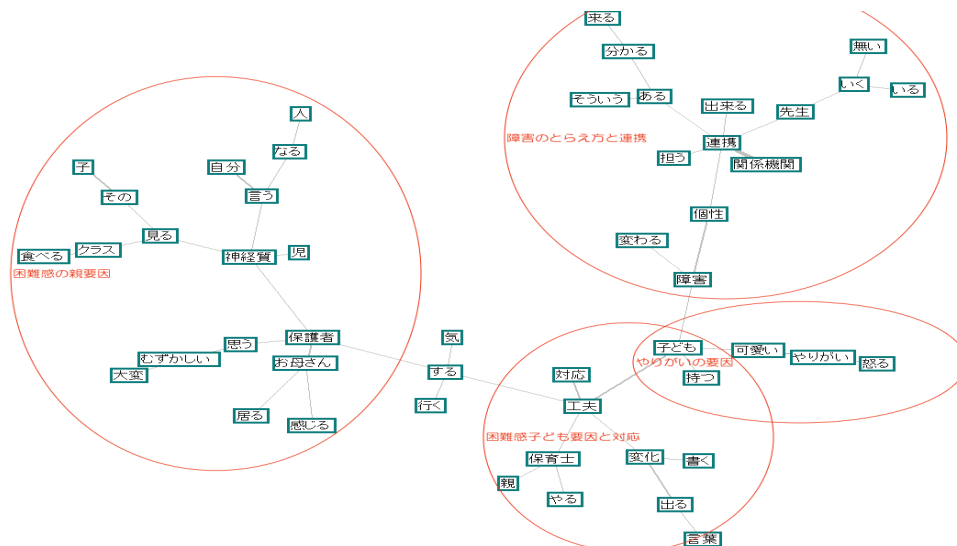 来る
分かる
無い
そういう
ある
出来る
先生
いく
いる
障害のとらえ方と連携
連携
担う
関係機関
個性
変わる
障害
人
なる
子
自分
その
言う
見る
クラス
食べる
神経質
児
困難感の親要因
保護者
思う
むずかしい
お母さん
大変
居る
感じる
気
する
行く
子ども
可愛い
やりがい
怒る
やりがいの要因
持つ
対応
工夫
困難感子ども要因と対応
保育士
変化
書く
親
やる
出る
言葉